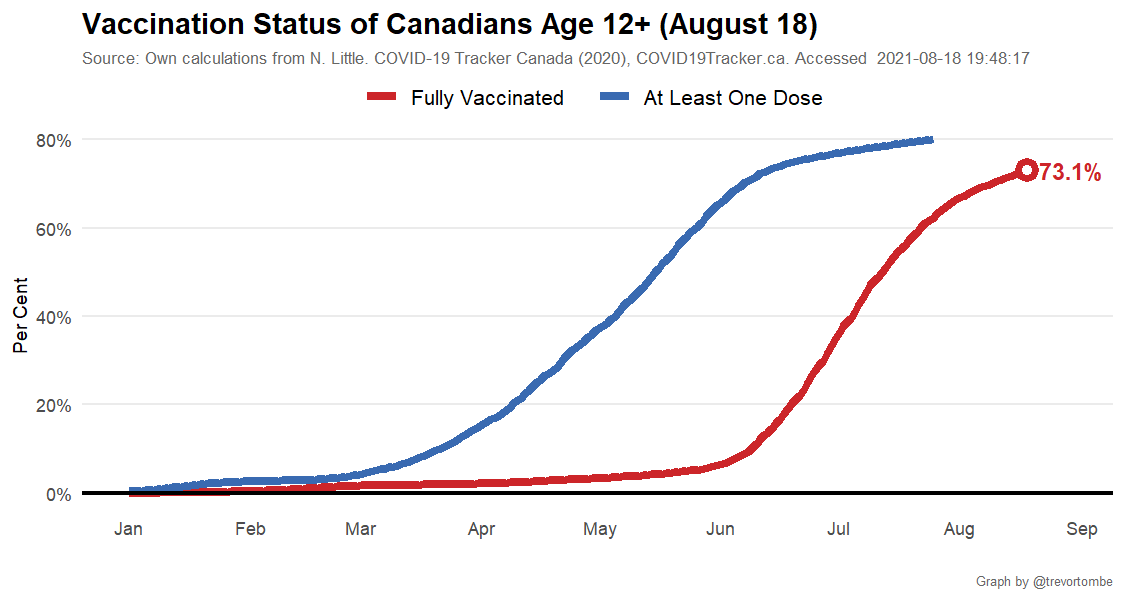 Vaccination Status of Canadians Age 12+ (August 18)
Source: Own calculations from N. Little. COVID-19 Tracker Canada (2020), COVID19Tracker.ca. Accessed 2021-08-18 19:48:17
Fully Vaccinated At Least One Dose
80%
73.1%
60%
Per Cent
40%
20%
0%
Jan Feb Mar Apr May Jun Jul Aug Sep
Graph by @trevortombe